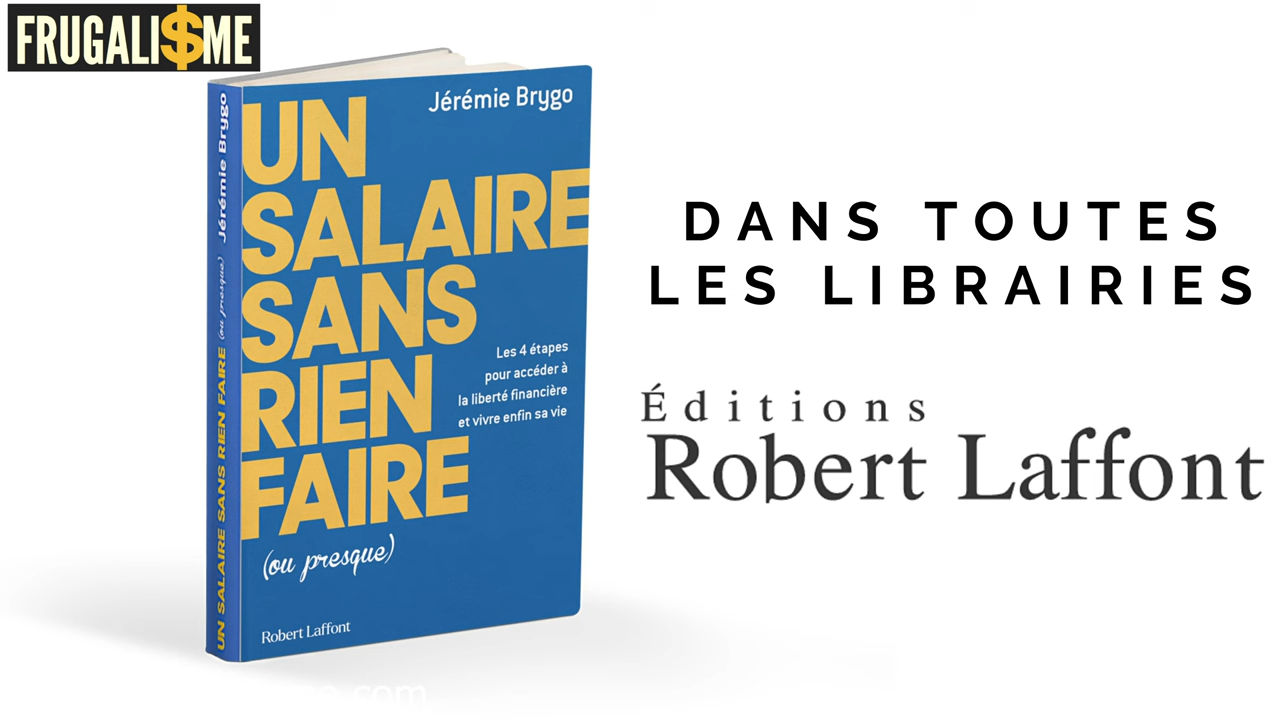 FRUGALI$ME
Jérémie Brygo
UN
SALAIRE
SANS
RIEN
FAIRE
(ou presque)
Les 4 étapes
pour accéder à
la liberté financière
et vivre enfin sa vie
Robert Laffont
UN SALAIRE SANS RIEN FAIRE (ou presque) Jérémie Brygo
DANS TOUTES
LES LIBRAIRIES
Éditions
Robert Laffont